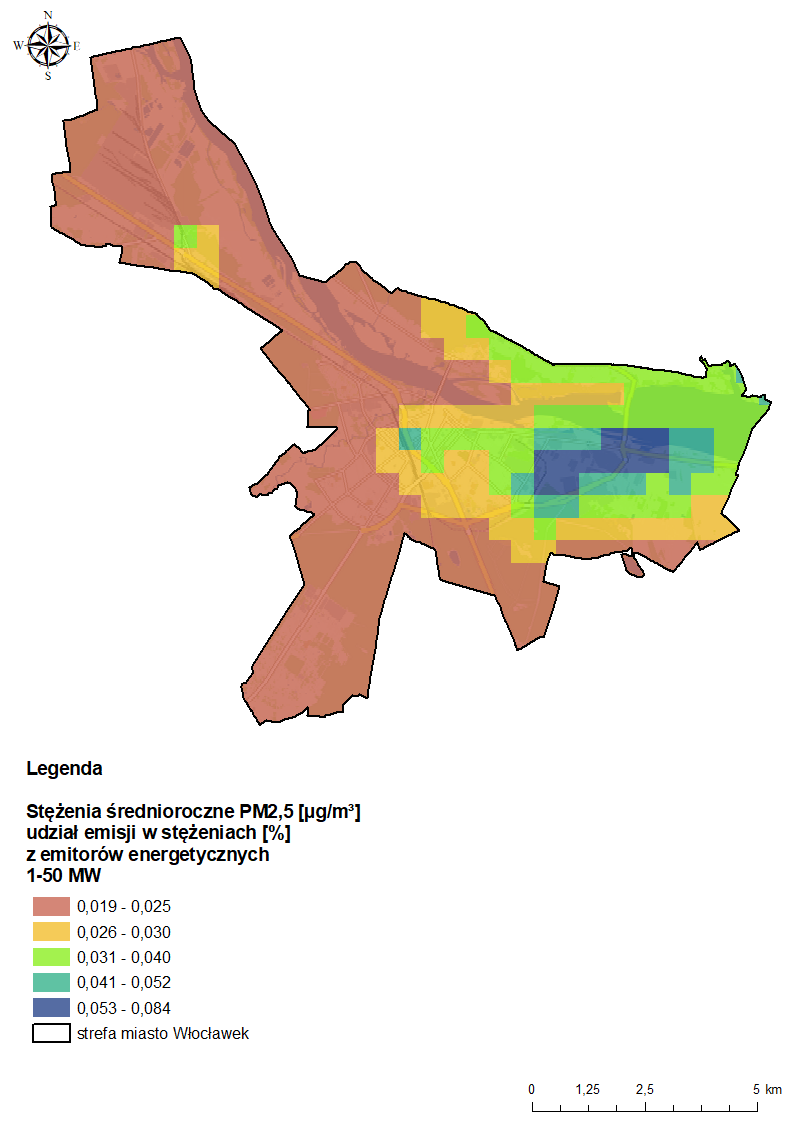 N
W E
S
Legenda
Stężenia średnioroczne PM2,5 [µg/m³]
udział emisji w stężeniach [%]
z emitorów energetycznych
1-50 MW
0,019 - 0,025
0,026 - 0,030
0,031 - 0,040
0,041 - 0,052
0,053 - 0,084
strefa miasto Włocławek
0 1,25 2,5 5 km